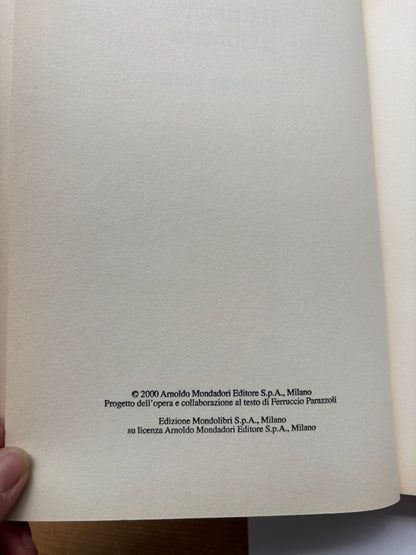 © 2000 Arnoldo Mondadori Editore S.p.A., Milano
Progetto dell'opera e collaborazione al testo di Ferruccio Parazzoli
Edizione Mondolibri S.p.A., Milano
su licenza Arnoldo Mondadori Editore S.p.A., Milano